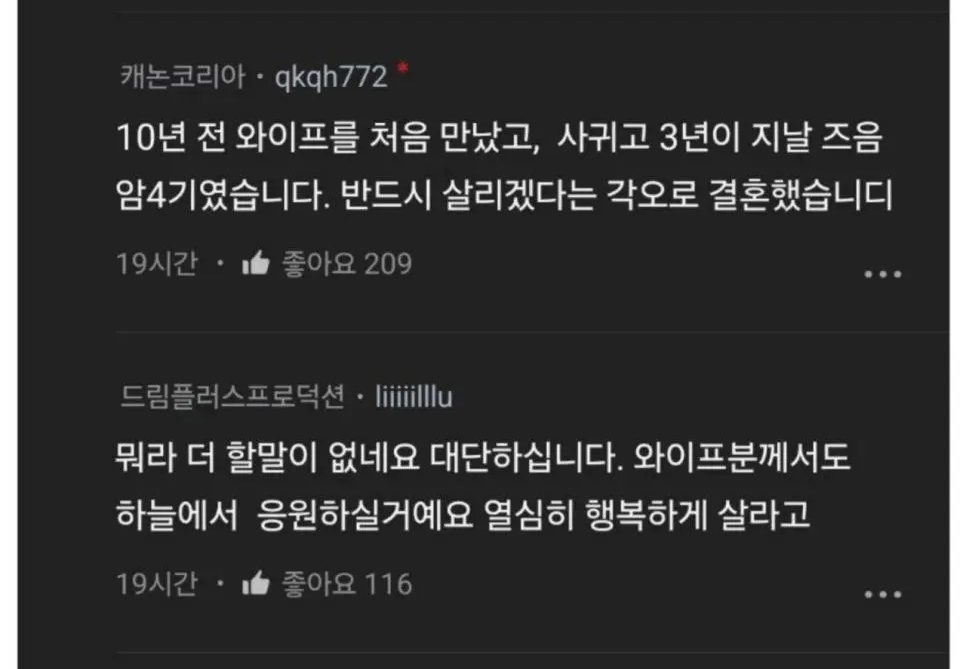 캐논코리아 · qkqh772 *
10년 전 와이프를 처음 만났고, 사귀고 3년이 지날 즈음
암4기였습니다. 반드시 살리겠다는 각오로 결혼했습니디
19시간 · 좋아요 209
드림플러스프로덕션 · liiiiilllu
뭐라 더 할말이 없네요 대단하십니다. 와이프분께서도
하늘에서 응원하실거예요 열심히 행복하게 살라고
19시간 · 좋아요 116